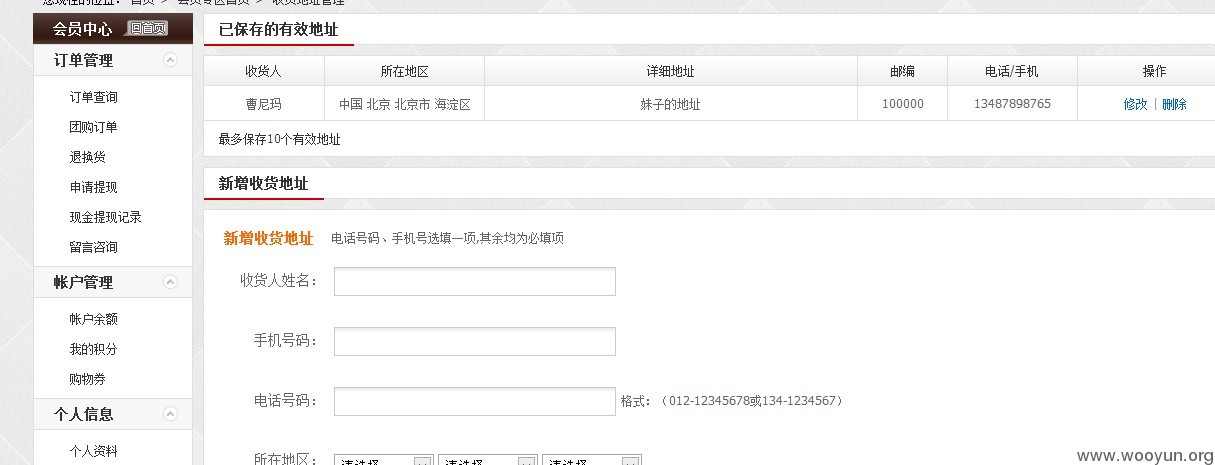 您现在的位置： 首页 > 会员专区首页 > 收货地址管理
会员中心 回首页
订单管理
订单查询
团购订单
退换货
申请提现
现金提现记录
留言咨询
帐户管理
帐户余额
我的积分
购物券
个人信息
个人资料
已保存的有效地址
收货人 所在地区 详细地址 邮编 电话/手机 操作
曹尼玛 中国 北京 北京市 海淀区 妹子的地址 100000 13487898765 修改 | 删除
最多保存10个有效地址
新增收货地址
新增收货地址 电话号码、手机号选填一项,其余均为必填项
收货人姓名：
手机号码：
电话号码： 格式：（012-12345678或134-1234567）
所在地区： 请选择 请选择 请选择
www.wooyun.org